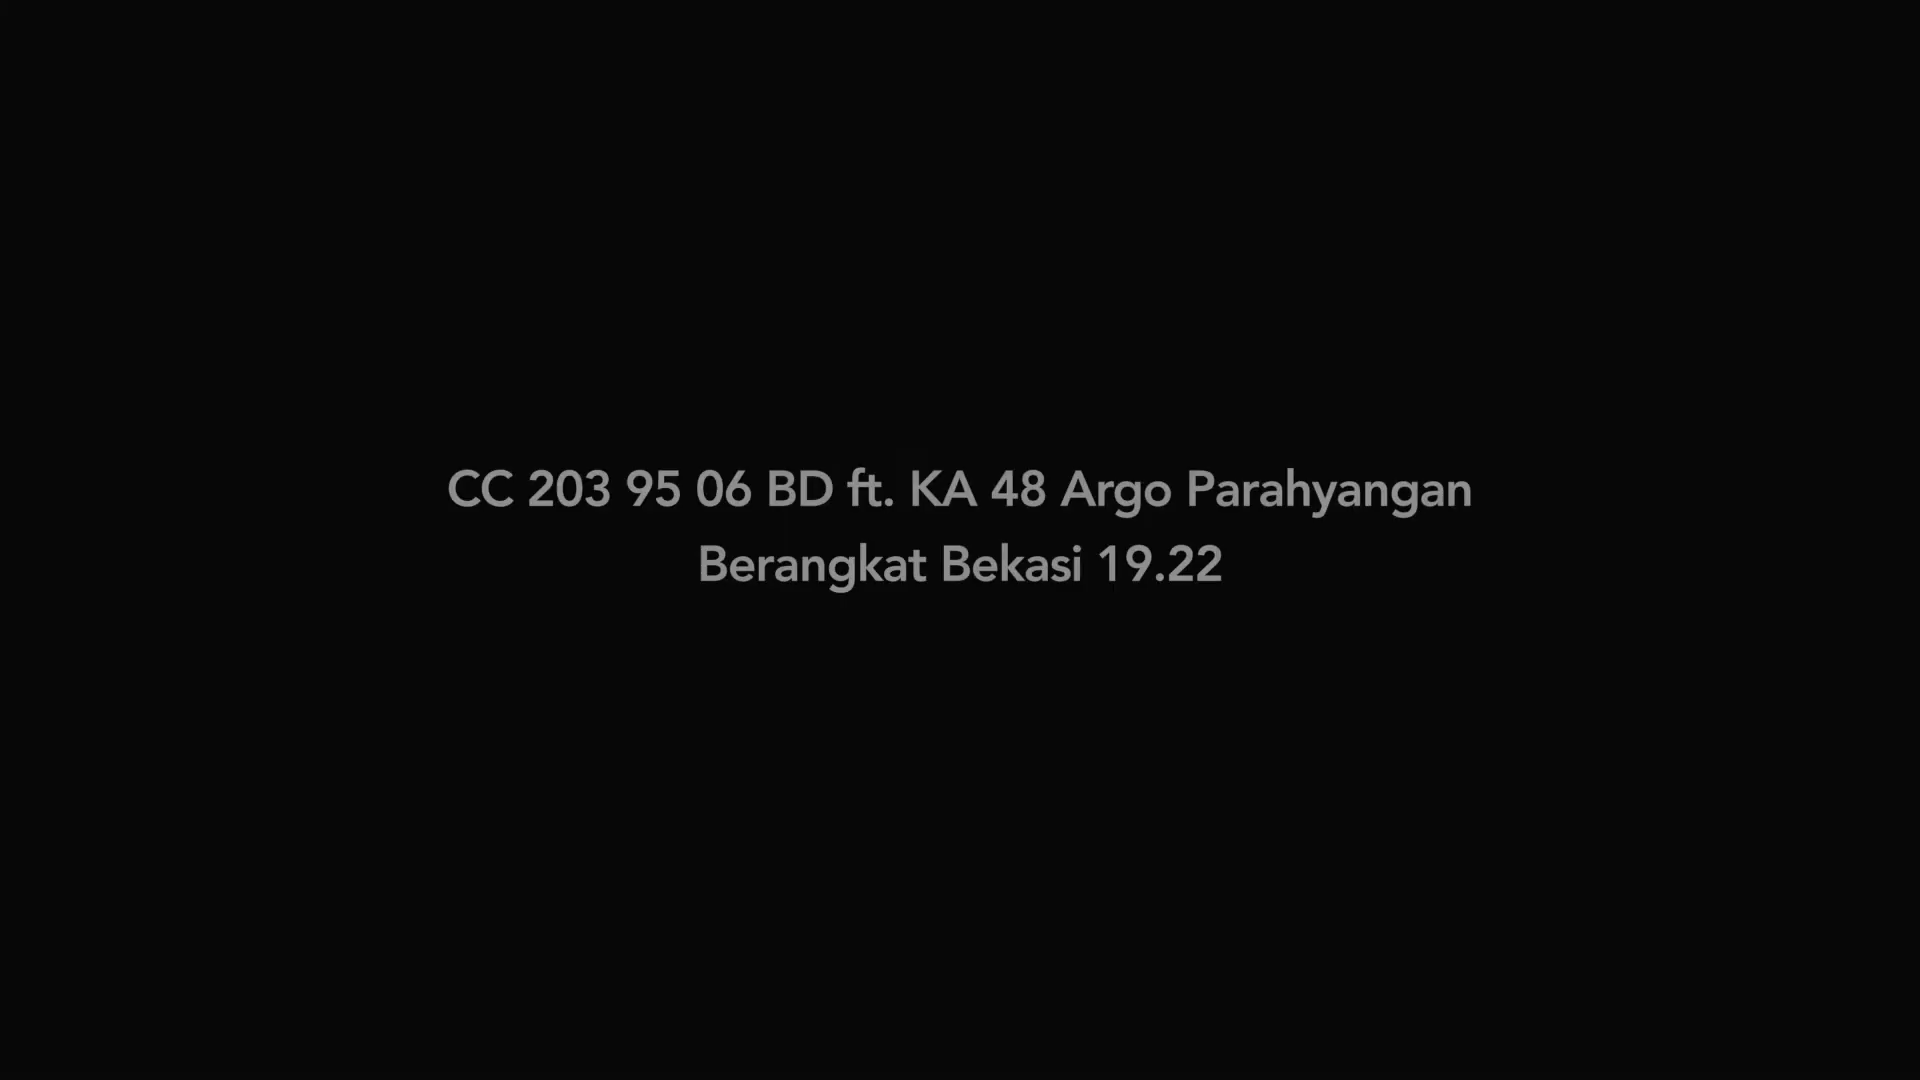 CC 203 95 06 BD ft. KA 48 Argo Parahyangan
Berangkat Bekasi 19.22